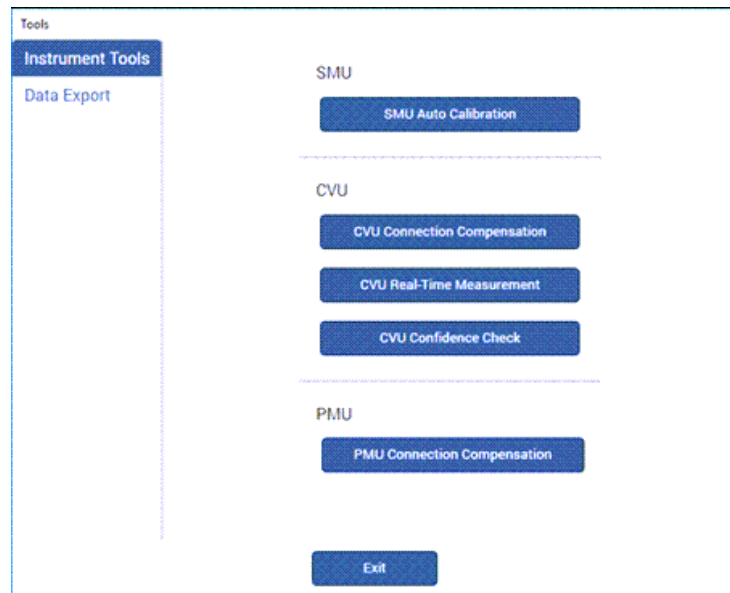 Tools
Instrument Tools
Data Export
SMU
SMU Auto Calibration
CVU
CVU Connection Compensation
CVU Real-Time Measurement
CVU Confidence Check
PMU
PMU Connection Compensation
Exit